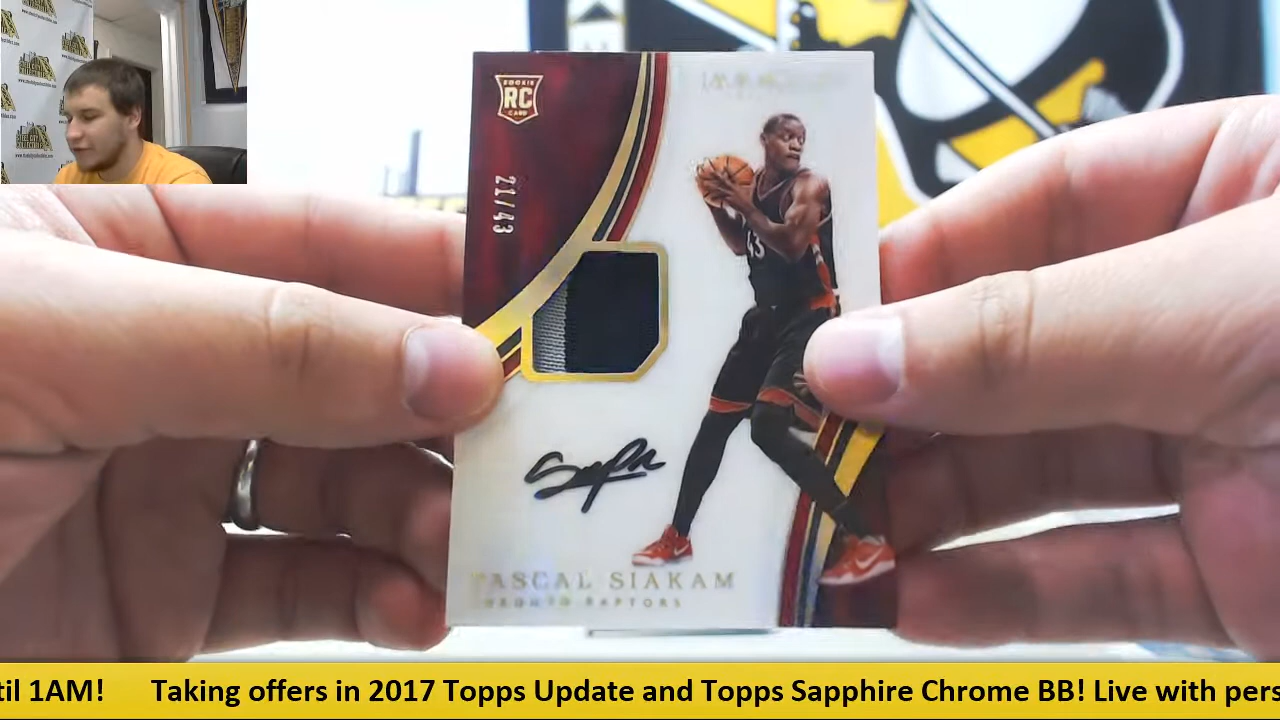 ROOKIE
RC
CARD
21/43
43
PASCAL SIAKAM
TORONTO RAPTORS
til 1AM! Taking offers in 2017 Topps Update and Topps Sapphire Chrome BB! Live with pers